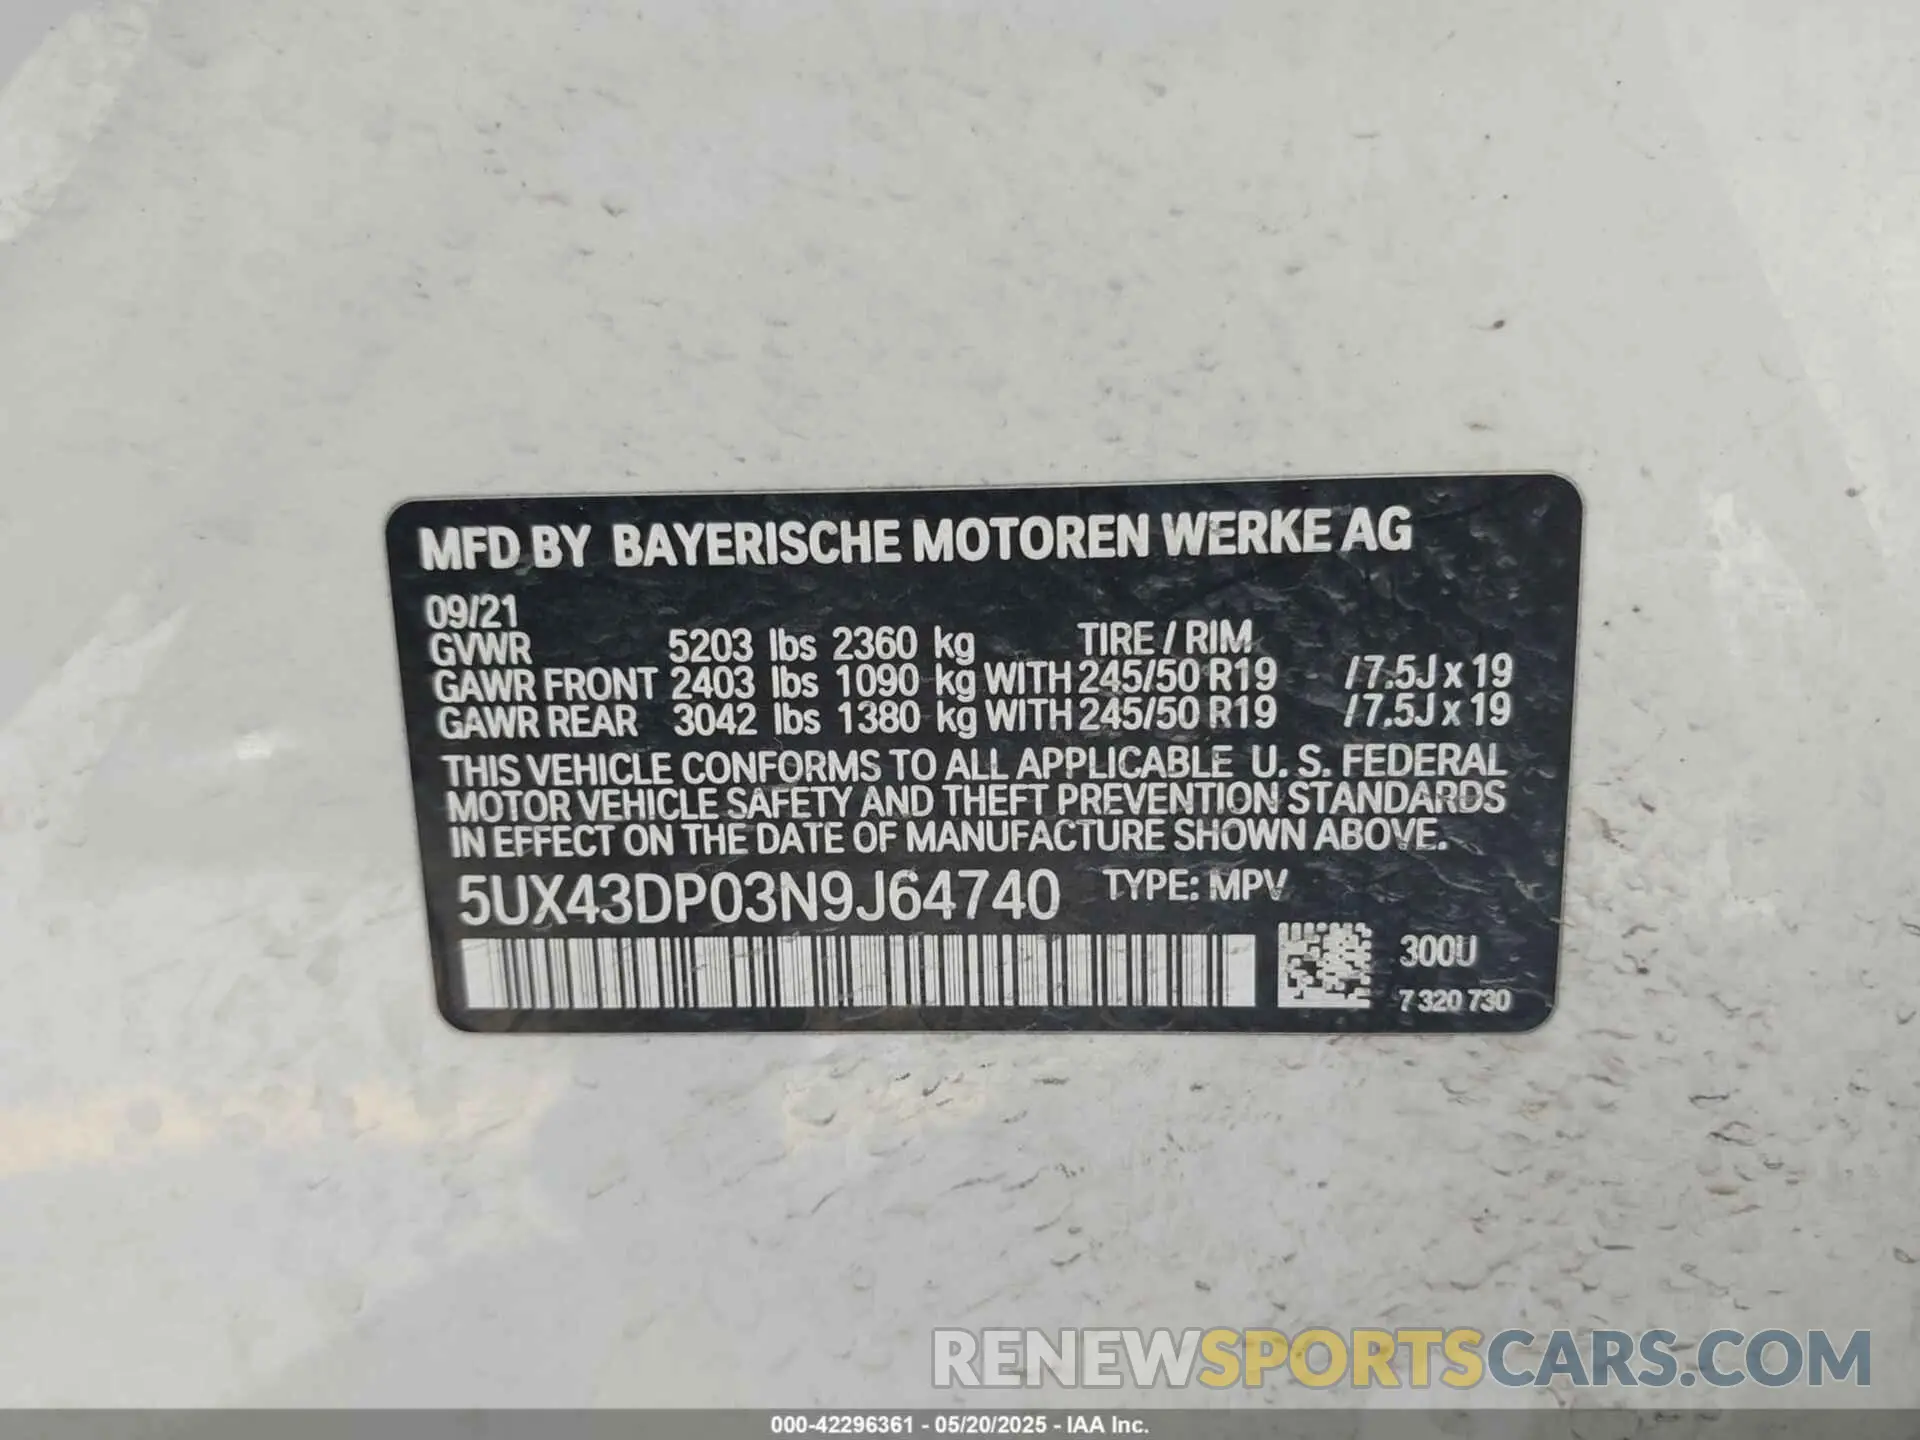 MFD BY BAYERISCHE MOTOREN WERKE AG
09/21
GVWR 5203 lbs 2360 kg TIRE / RIM
GAWR FRONT 2403 lbs 1090 kg WITH 245/50 R19 /7.5J x 19
GAWR REAR 3042 lbs 1380 kg WITH 245/50 R19 /7.5J x 19
THIS VEHICLE CONFORMS TO ALL APPLICABLE U. S. FEDERAL
MOTOR VEHICLE SAFETY AND THEFT PREVENTION STANDARDS
IN EFFECT ON THE DATE OF MANUFACTURE SHOWN ABOVE.
5UX43DP03N9J64740 TYPE: MPV
300U
7 320 730
RENEWSPORTSCARS.COM
000-42296361 - 05/20/2025 - IAA Inc.